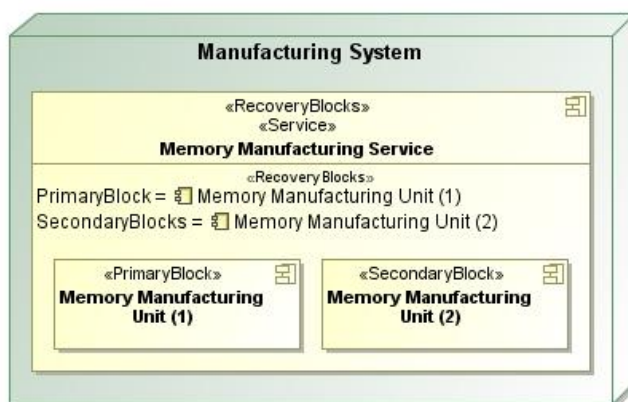 Manufacturing System
«RecoveryBlocks»
«Service»
Memory Manufacturing Service
«RecoveryBlocks»
PrimaryBlock = Memory Manufacturing Unit (1)
SecondaryBlocks = Memory Manufacturing Unit (2)
«PrimaryBlock»
Memory Manufacturing
Unit (1)
«SecondaryBlock»
Memory Manufacturing
Unit (2)